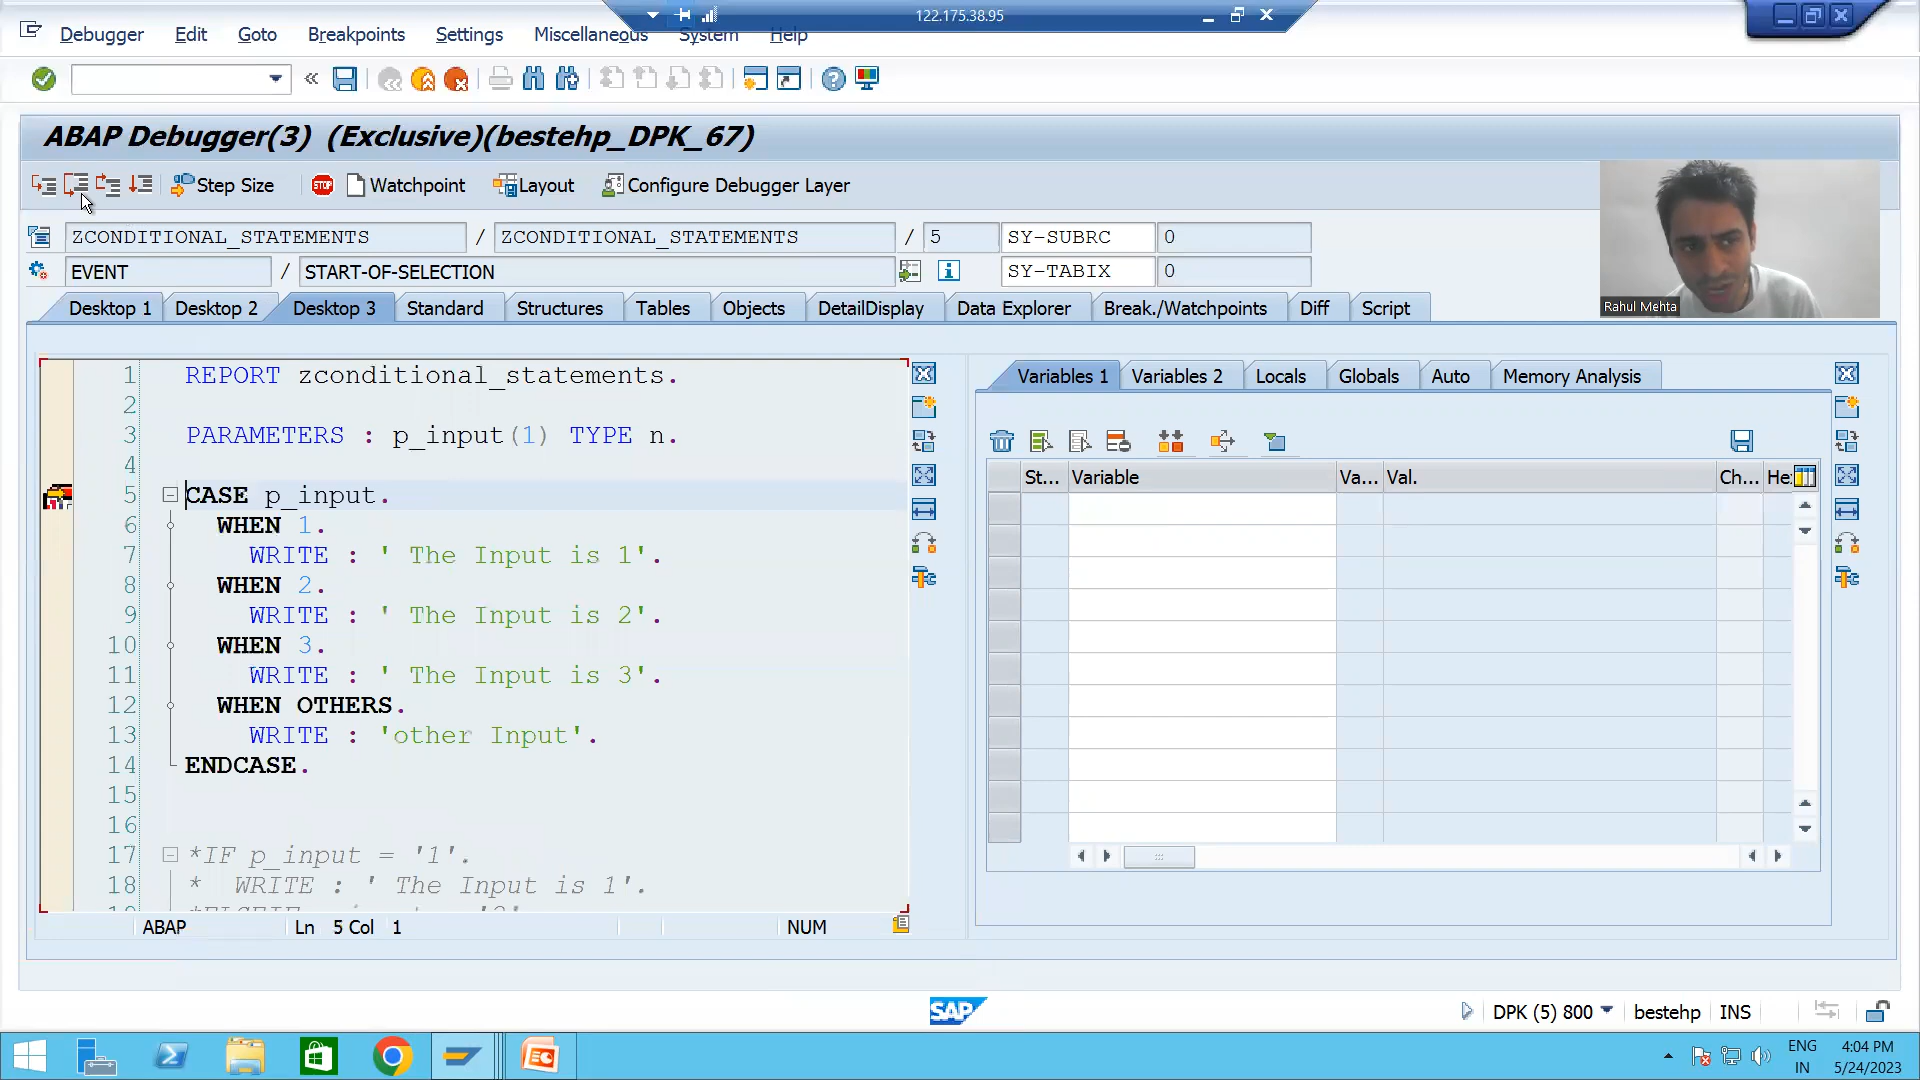 122.175.38.95
Debugger Edit Goto Breakpoints Settings Miscellaneous System Help
ABAP Debugger(3) (Exclusive)(bestehp_DPK_67)
Step Size STOP Watchpoint Layout Configure Debugger Layer
ZCONDITIONAL_STATEMENTS / ZCONDITIONAL_STATEMENTS / 5 SY-SUBRC 0
EVENT / START-OF-SELECTION SY-TABIX 0
Rahul Mehta
Desktop 1 Desktop 2 Desktop 3 Standard Structures Tables Objects DetailDisplay Data Explorer Break./Watchpoints Diff Script
1 REPORT zconditional_statements.
2
3 PARAMETERS : p_input(1) TYPE n.
4
5 CASE p_input.
6 WHEN 1.
7 WRITE : ' The Input is 1'.
8 WHEN 2.
9 WRITE : ' The Input is 2'.
10 WHEN 3.
11 WRITE : ' The Input is 3'.
12 WHEN OTHERS.
13 WRITE : 'other Input'.
14 ENDCASE.
15
16
17 *IF p_input = '1'.
18 * WRITE : ' The Input is 1'.
ABAP Ln 5 Col 1 NUM
Variables 1 Variables 2 Locals Globals Auto Memory Analysis
St... Variable Va... Val. Ch... He
SAP
DPK (5) 800 bestehp INS
ENG 4:04 PM
IN 5/24/2023